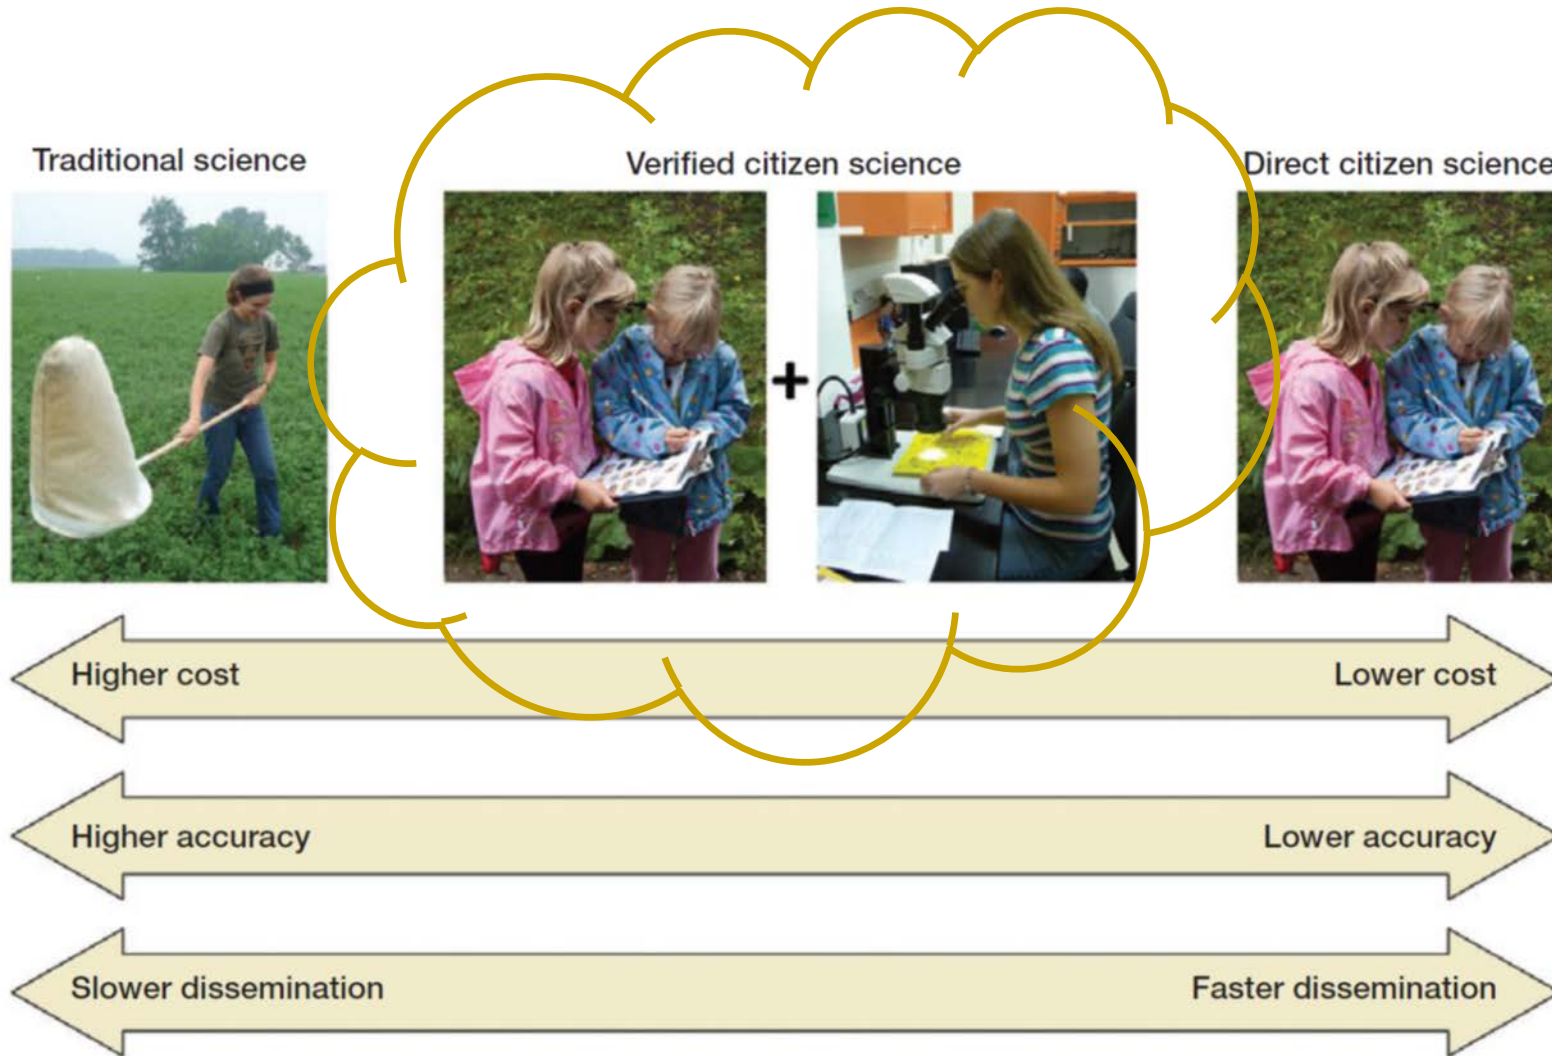 Traditional science
Verified citizen science
Direct citizen science
+
Higher cost
Lower cost
Higher accuracy
Lower accuracy
Slower dissemination
Faster dissemination